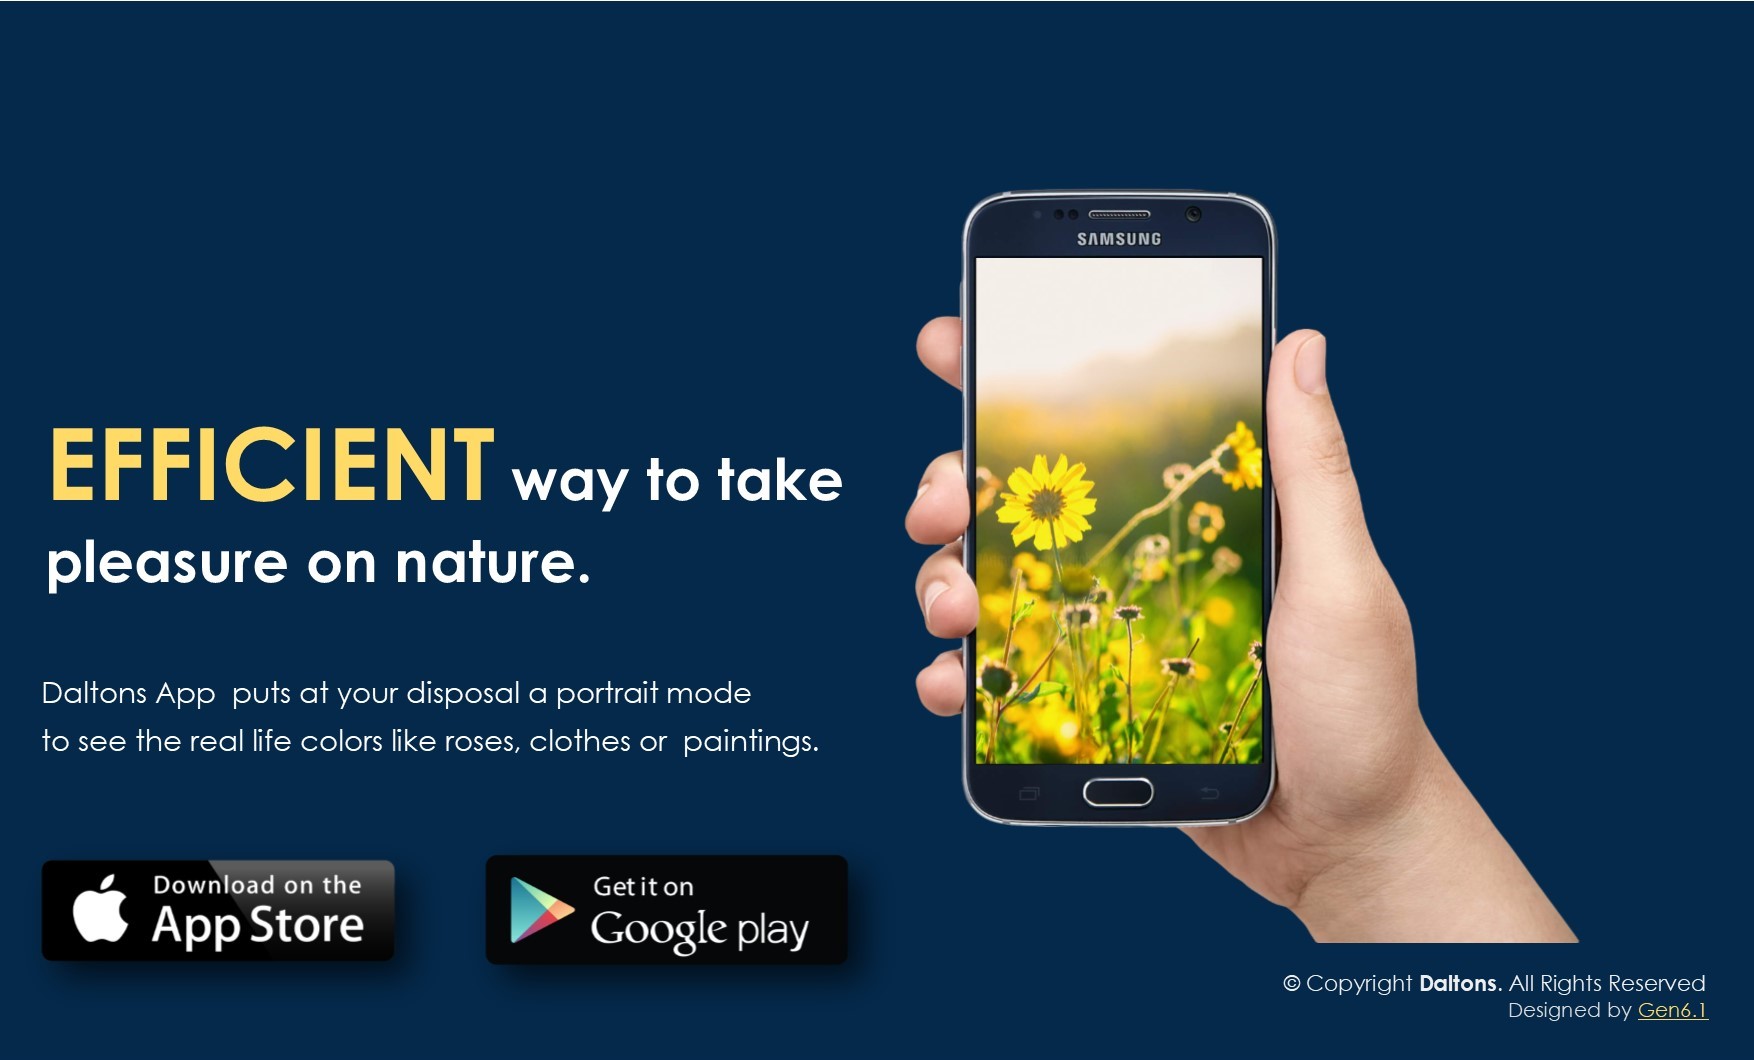 SAMSUNG
EFFICIENT way to take
pleasure on nature.
Daltons App puts at your disposal a portrait mode
to see the real life colors like roses, clothes or paintings.
Download on the
App Store
Get it on
Google play
© Copyright Daltons. All Rights Reserved
Designed by Gen6.1